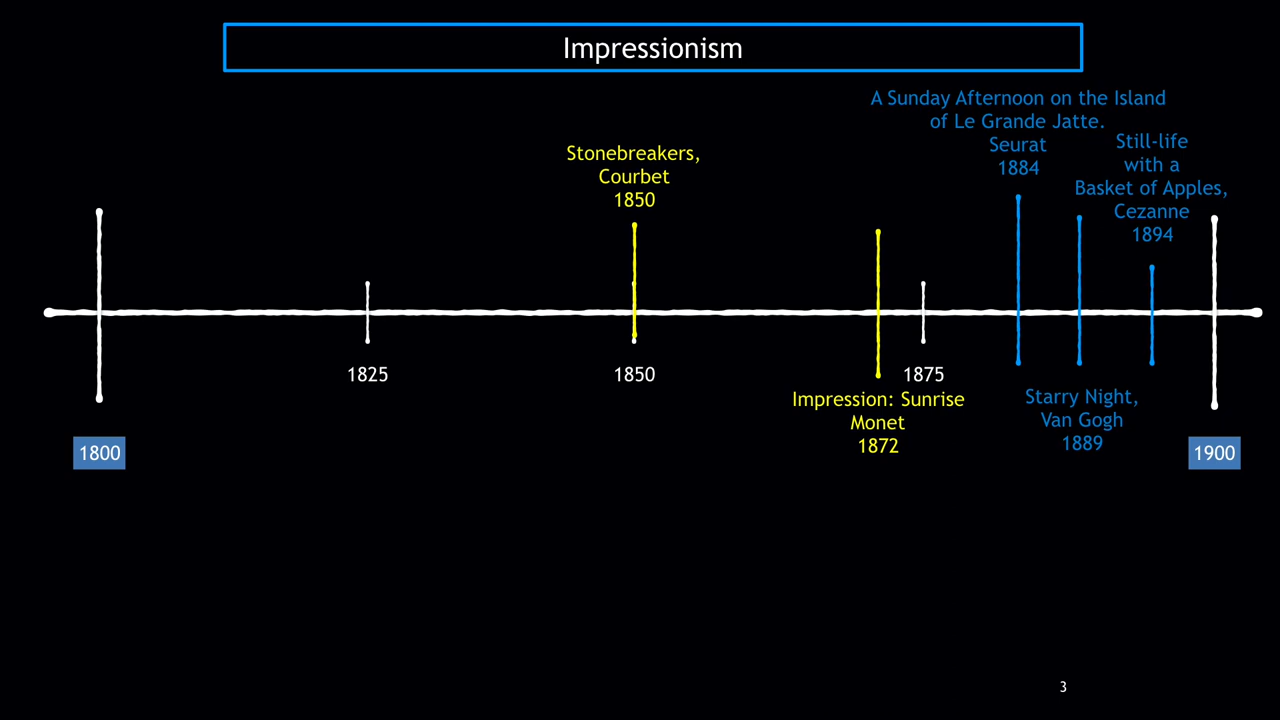 Impressionism
A Sunday Afternoon on the Island
of Le Grande Jatte.
Seurat
1884
Still-life
with a
Basket of Apples,
Cezanne
1894
Stonebreakers,
Courbet
1850
1825
1850
1875
Impression: Sunrise
Monet
1872
Starry Night,
Van Gogh
1889
1800
1900
3